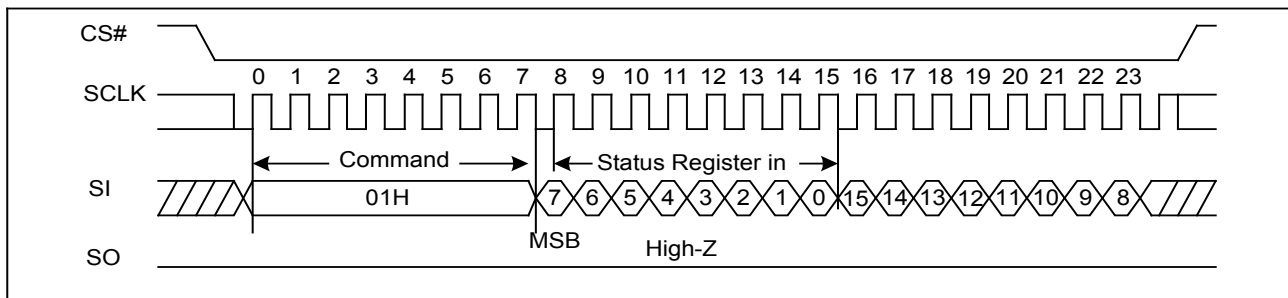 CS#
0 1 2 3 4 5 6 7 8 9 10 11 12 13 14 15 16 17 18 19 20 21 22 23
SCLK
Command Status Register in
SI 01H 7 6 5 4 3 2 1 0 15 14 13 12 11 10 9 8
MSB High-Z
SO